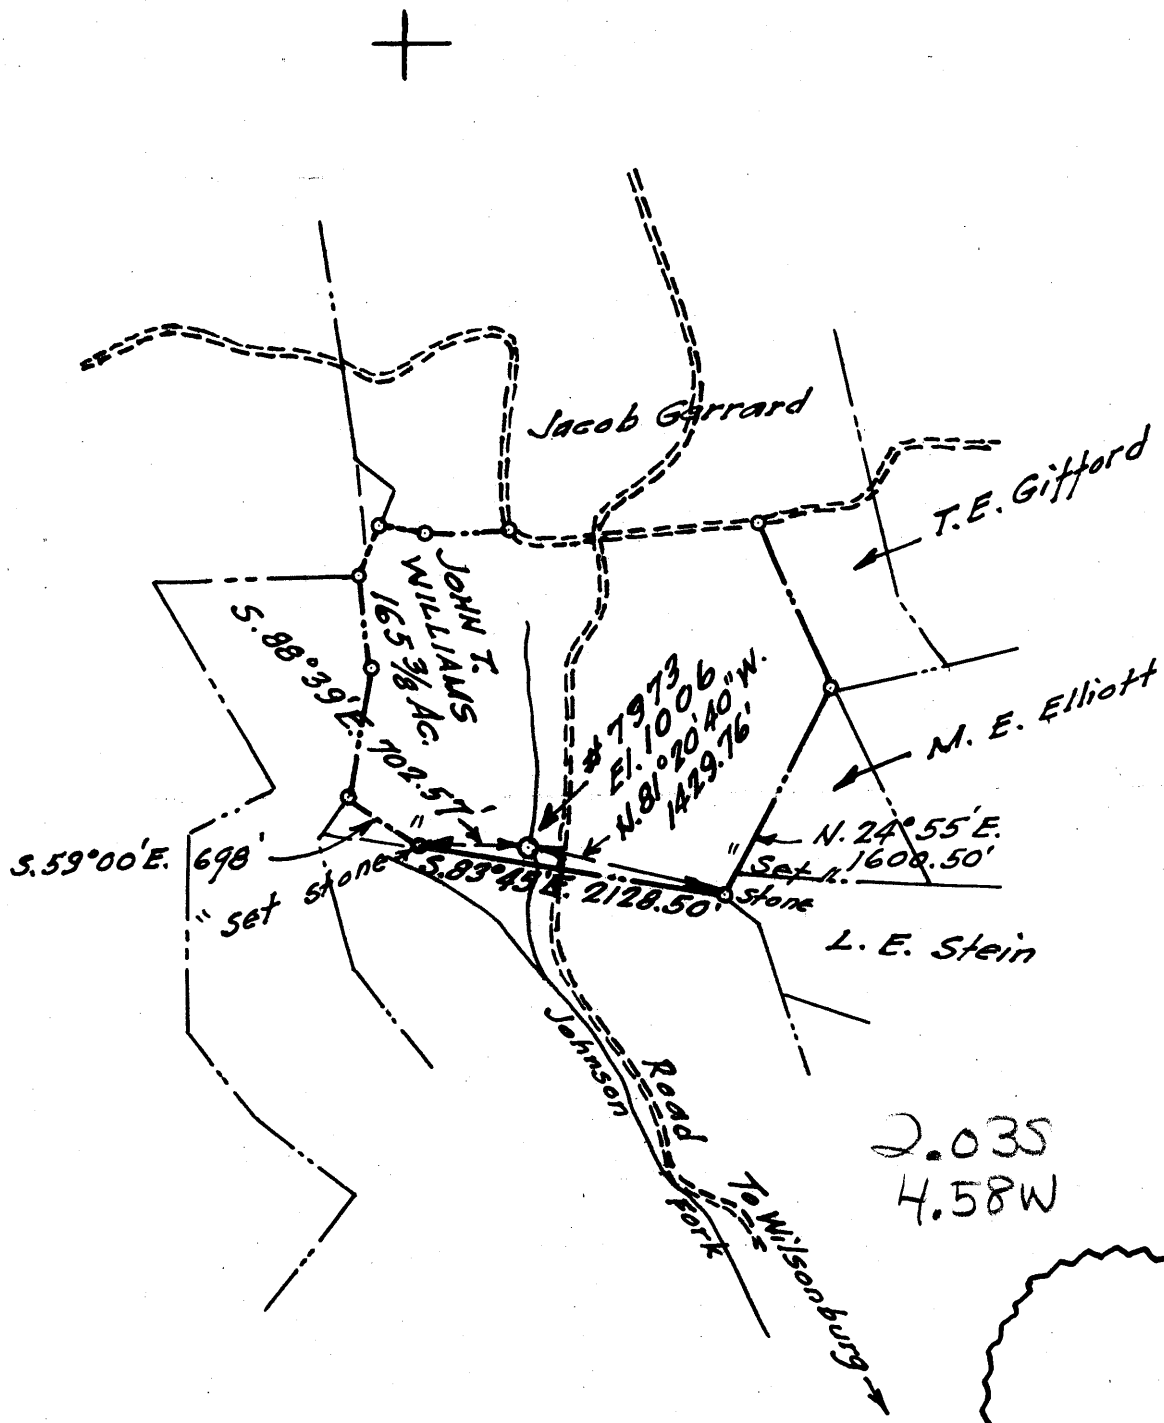 Jacob Garrard
T.E. Gifford
JOHN T.
WILLIAMS
165 3/8 Ac.
S. 88°39'E. 702.57'
# 7973
El. 1006
N.81°20'40"W.
1429.76'
M. E. Elliott
N. 24°55'E.
1600.50'
S.59°00'E. 698'
" set stone "
S.83°45'E. 2128.50'
" set "
stone
L. E. Stein
Johnson
Fork
Road
To Wilsonburg
2.03S
4.58W